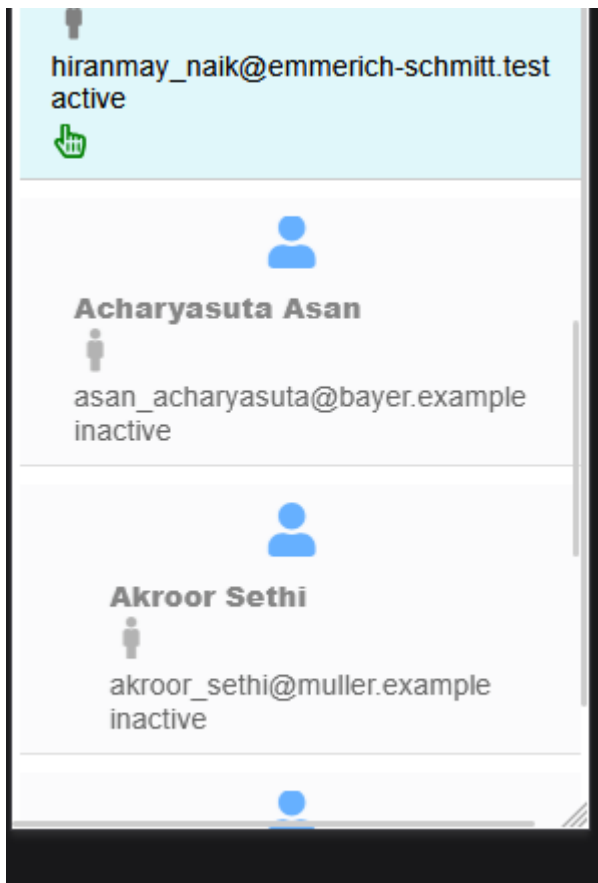 hiranmay_naik@emmerich-schmitt.test
active
Acharyasuta Asan
asan_acharyasuta@bayer.example
inactive
Akroor Sethi
akroor_sethi@muller.example
inactive